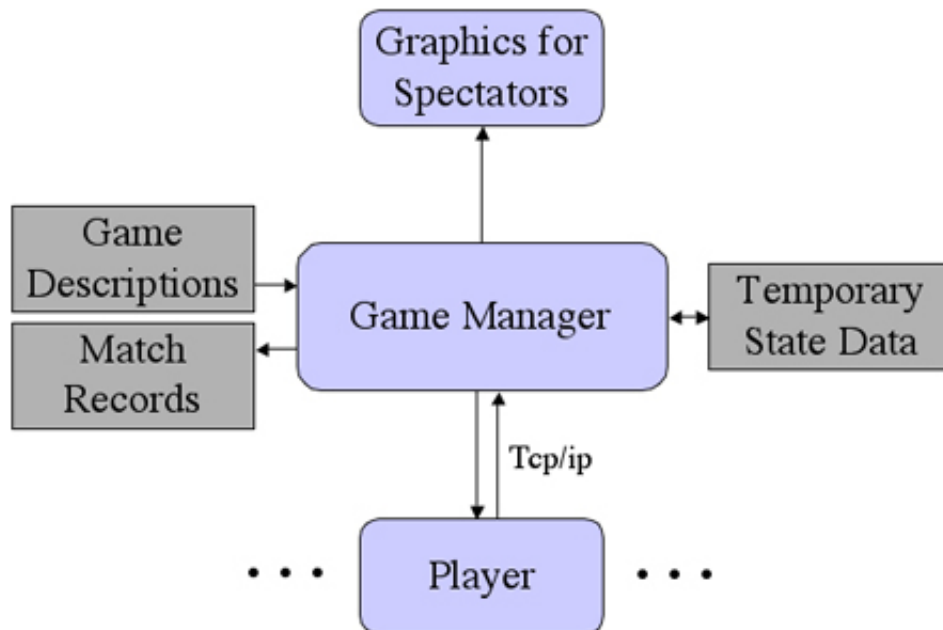 Graphics for
Spectators
Game
Descriptions
Match
Records
Game Manager
Temporary
State Data
Tcp/ip
Player